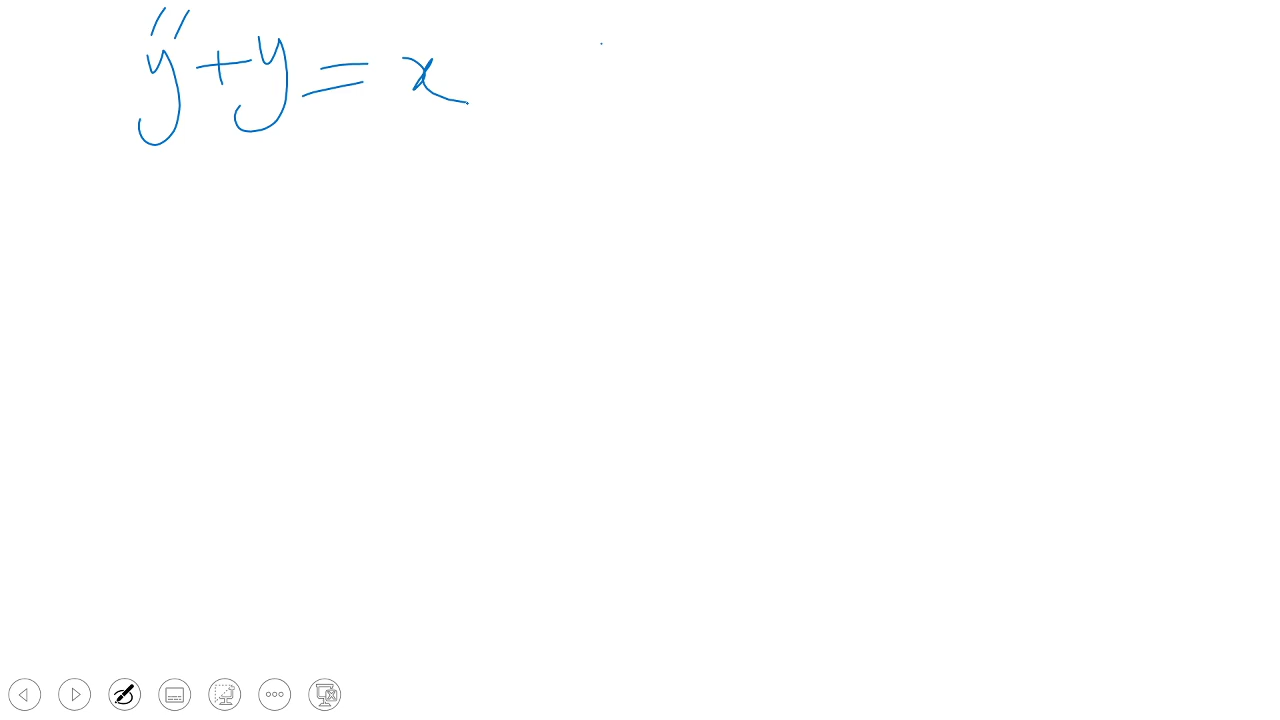 y'' + y = x